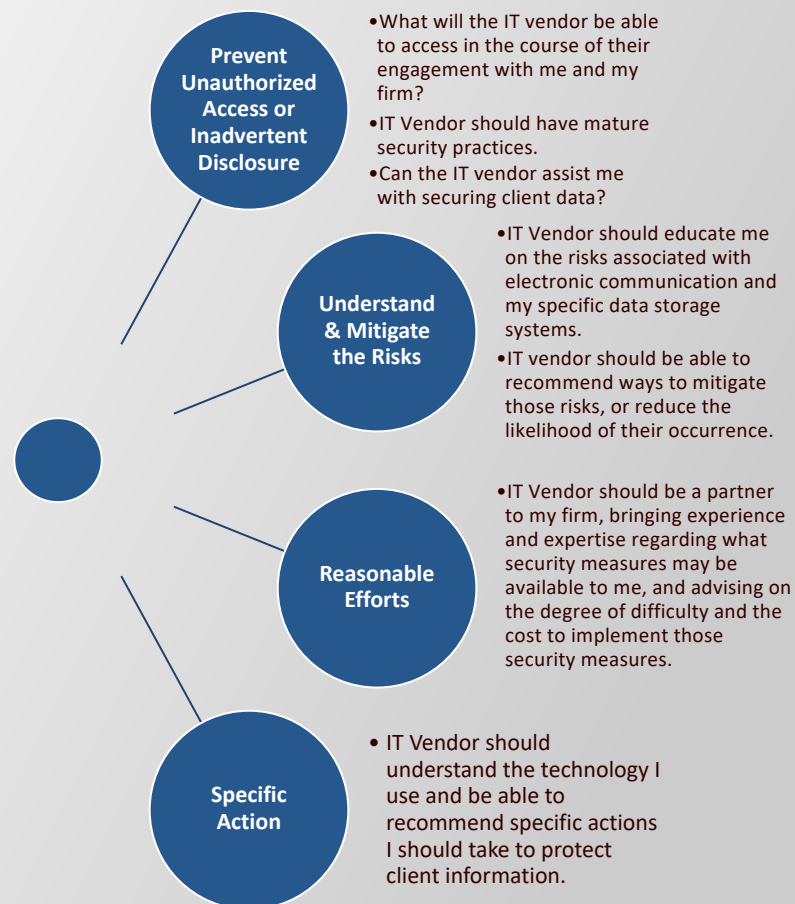 Prevent
Unauthorized
Access or
Inadvertent
Disclosure
•What will the IT vendor be able
to access in the course of their
engagement with me and my
firm?
•IT Vendor should have mature
security practices.
•Can the IT vendor assist me
with securing client data?
Understand
& Mitigate
the Risks
•IT Vendor should educate me
on the risks associated with
electronic communication and
my specific data storage
systems.
•IT vendor should be able to
recommend ways to mitigate
those risks, or reduce the
likelihood of their occurrence.
Reasonable
Efforts
•IT Vendor should be a partner
to my firm, bringing experience
and expertise regarding what
security measures may be
available to me, and advising on
the degree of difficulty and the
cost to implement those
security measures.
Specific
Action
• IT Vendor should
understand the technology I
use and be able to
recommend specific actions
I should take to protect
client information.